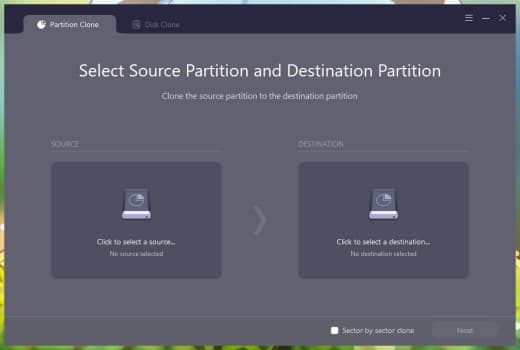 Partition Clone
Disk Clone
Select Source Partition and Destination Partition
Clone the source partition to the destination partition
SOURCE
DESTINATION
Click to select a source...
No source selected
Click to select a destination...
No destination selected
Sector by sector clone
Next